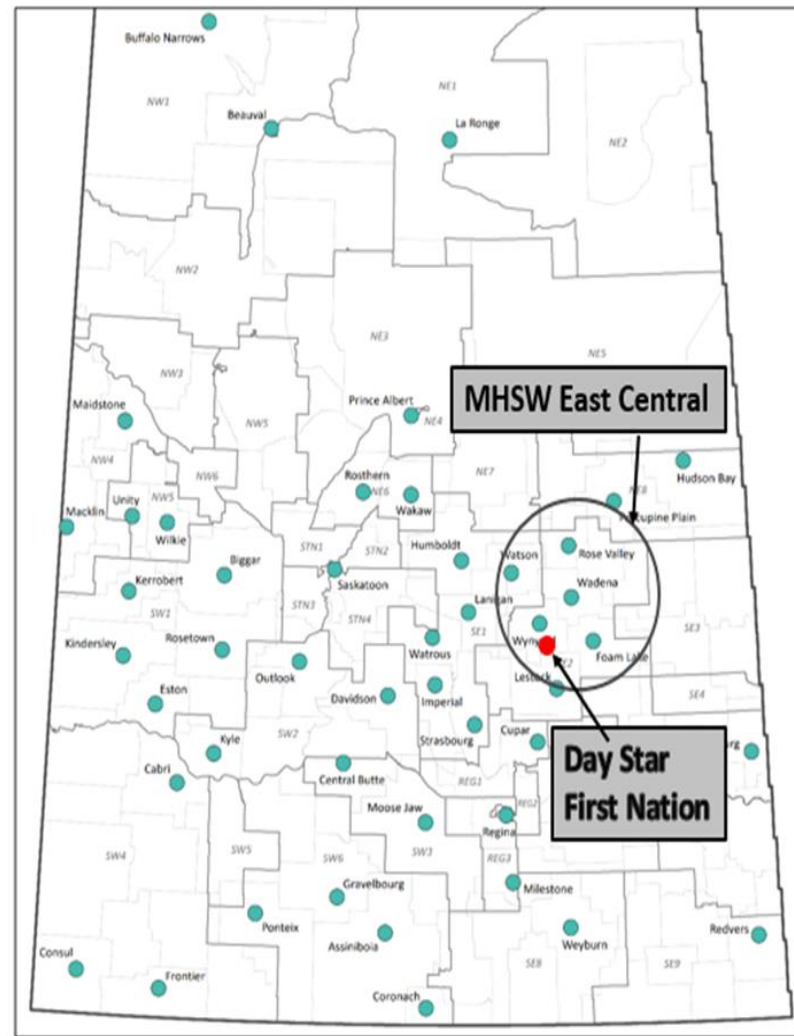 Buffalo Narrows
NW1
NE1
Beauval
La Ronge
NE2
NW2
NE3
NE5
NW3
MHSW East Central
Maidstone
Prince Albert
NE4
NW5
NW4
NW6
NE7
Hudson Bay
Rosthern
NE6
NE8
Macklin
Unity
NW5
Wakaw
Wilkie
STN1
STN2
Humboldt
Watson
Rose Valley
Biggar
Saskatoon
Kerrobert
Wadena
STN3
Lanigan
SW1
STN4
SE1
SE3
Kindersley
Rosetown
Watrous
Foam Lake
Outlook
Lestock
Eston
Davidson
Imperial
SE4
SW2
Strasbourg
Cupar
Kyle
Day Star
First Nation
Cabri
Central Butte
REG1
REG2
Moose Jaw
Regina
SW4
SW5
SW6
SW3
REG3
Gravelbourg
Milestone
Ponteix
Assiniboia
Weyburn
Redvers
Consul
Frontier
SE8
SE9
Coronach